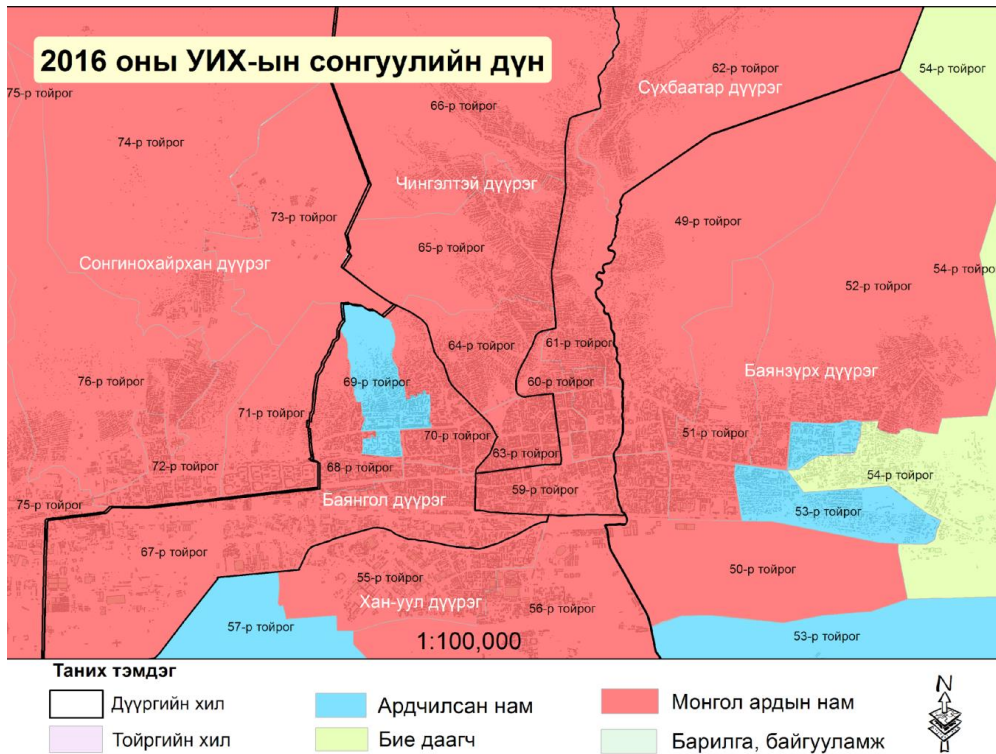 2016 оны УИХ-ын сонгуулийн дүн
62-р тойрог
54-р тойрог
Сүхбаатар дүүрэг
75-р тойрог
66-р тойрог
74-р тойрог
Чингэлтэй дүүрэг
73-р тойрог
49-р тойрог
65-р тойрог
Сонгинохайрхан дүүрэг
54-р тойрог
52-р тойрог
64-р тойрог
61-р тойрог
Баянзүрх дүүрэг
76-р тойрог
69-р тойрог
60-р тойрог
71-р тойрог
70-р тойрог
51-р тойрог
63-р тойрог
72-р тойрог
68-р тойрог
54-р тойрог
59-р тойрог
Баянгол дүүрэг
75-р тойрог
53-р тойрог
67-р тойрог
55-р тойрог
50-р тойрог
Хан-уул дүүрэг
56-р тойрог
57-р тойрог
1:100,000
53-р тойрог
Таних тэмдэг
Дүүргийн хил
Ардчилсан нам
Монгол ардын нам
Тойргийн хил
Бие даагч
Барилга, байгууламж
N